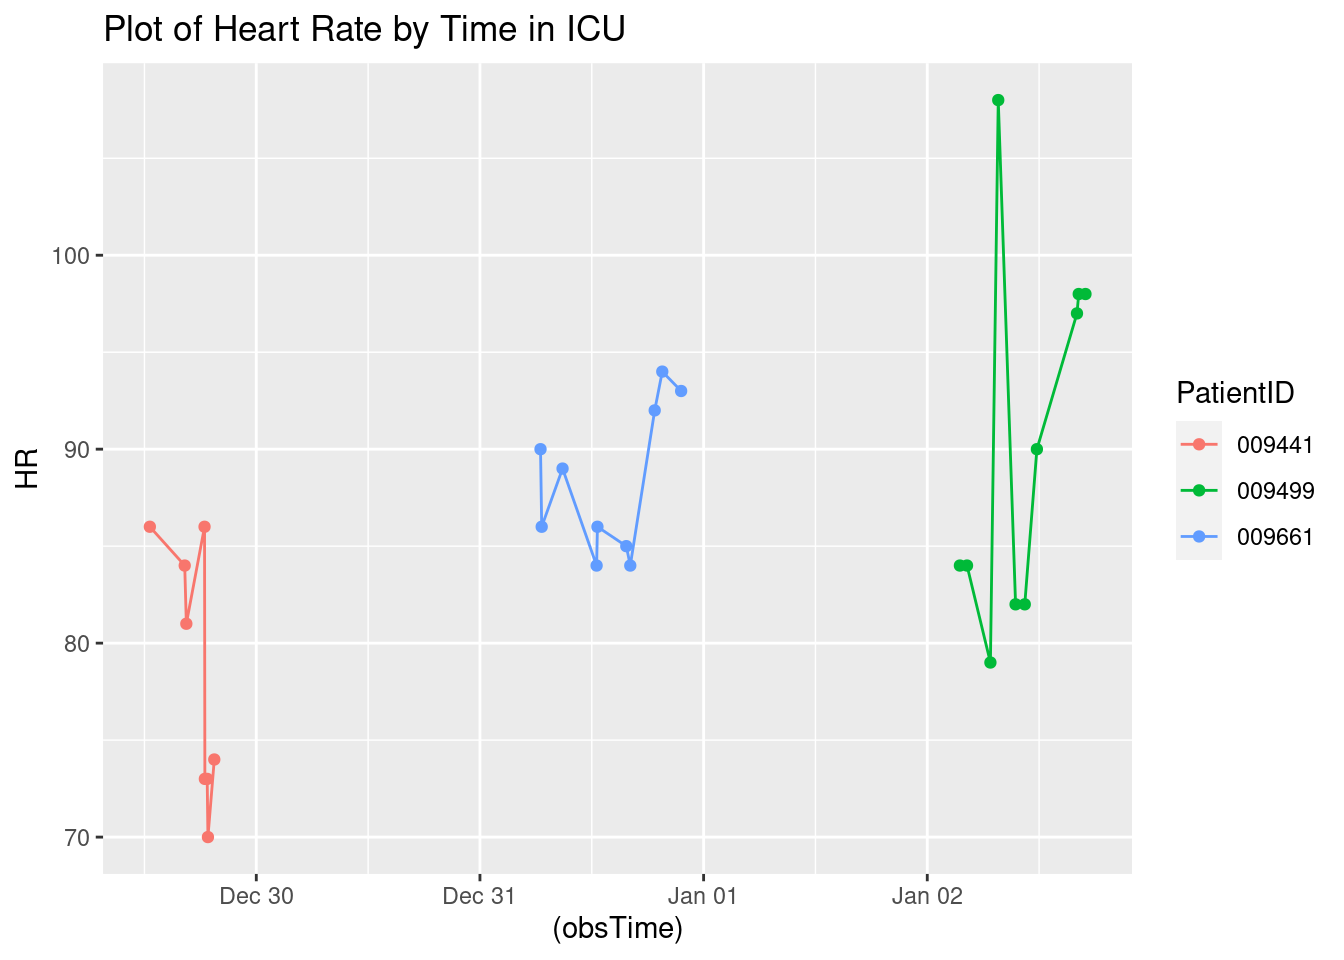 Plot of Heart Rate by Time in ICU
100
90
80
70
HR
Dec 30
Dec 31
Jan 01
Jan 02
(obsTime)
PatientID
009441
009499
009661